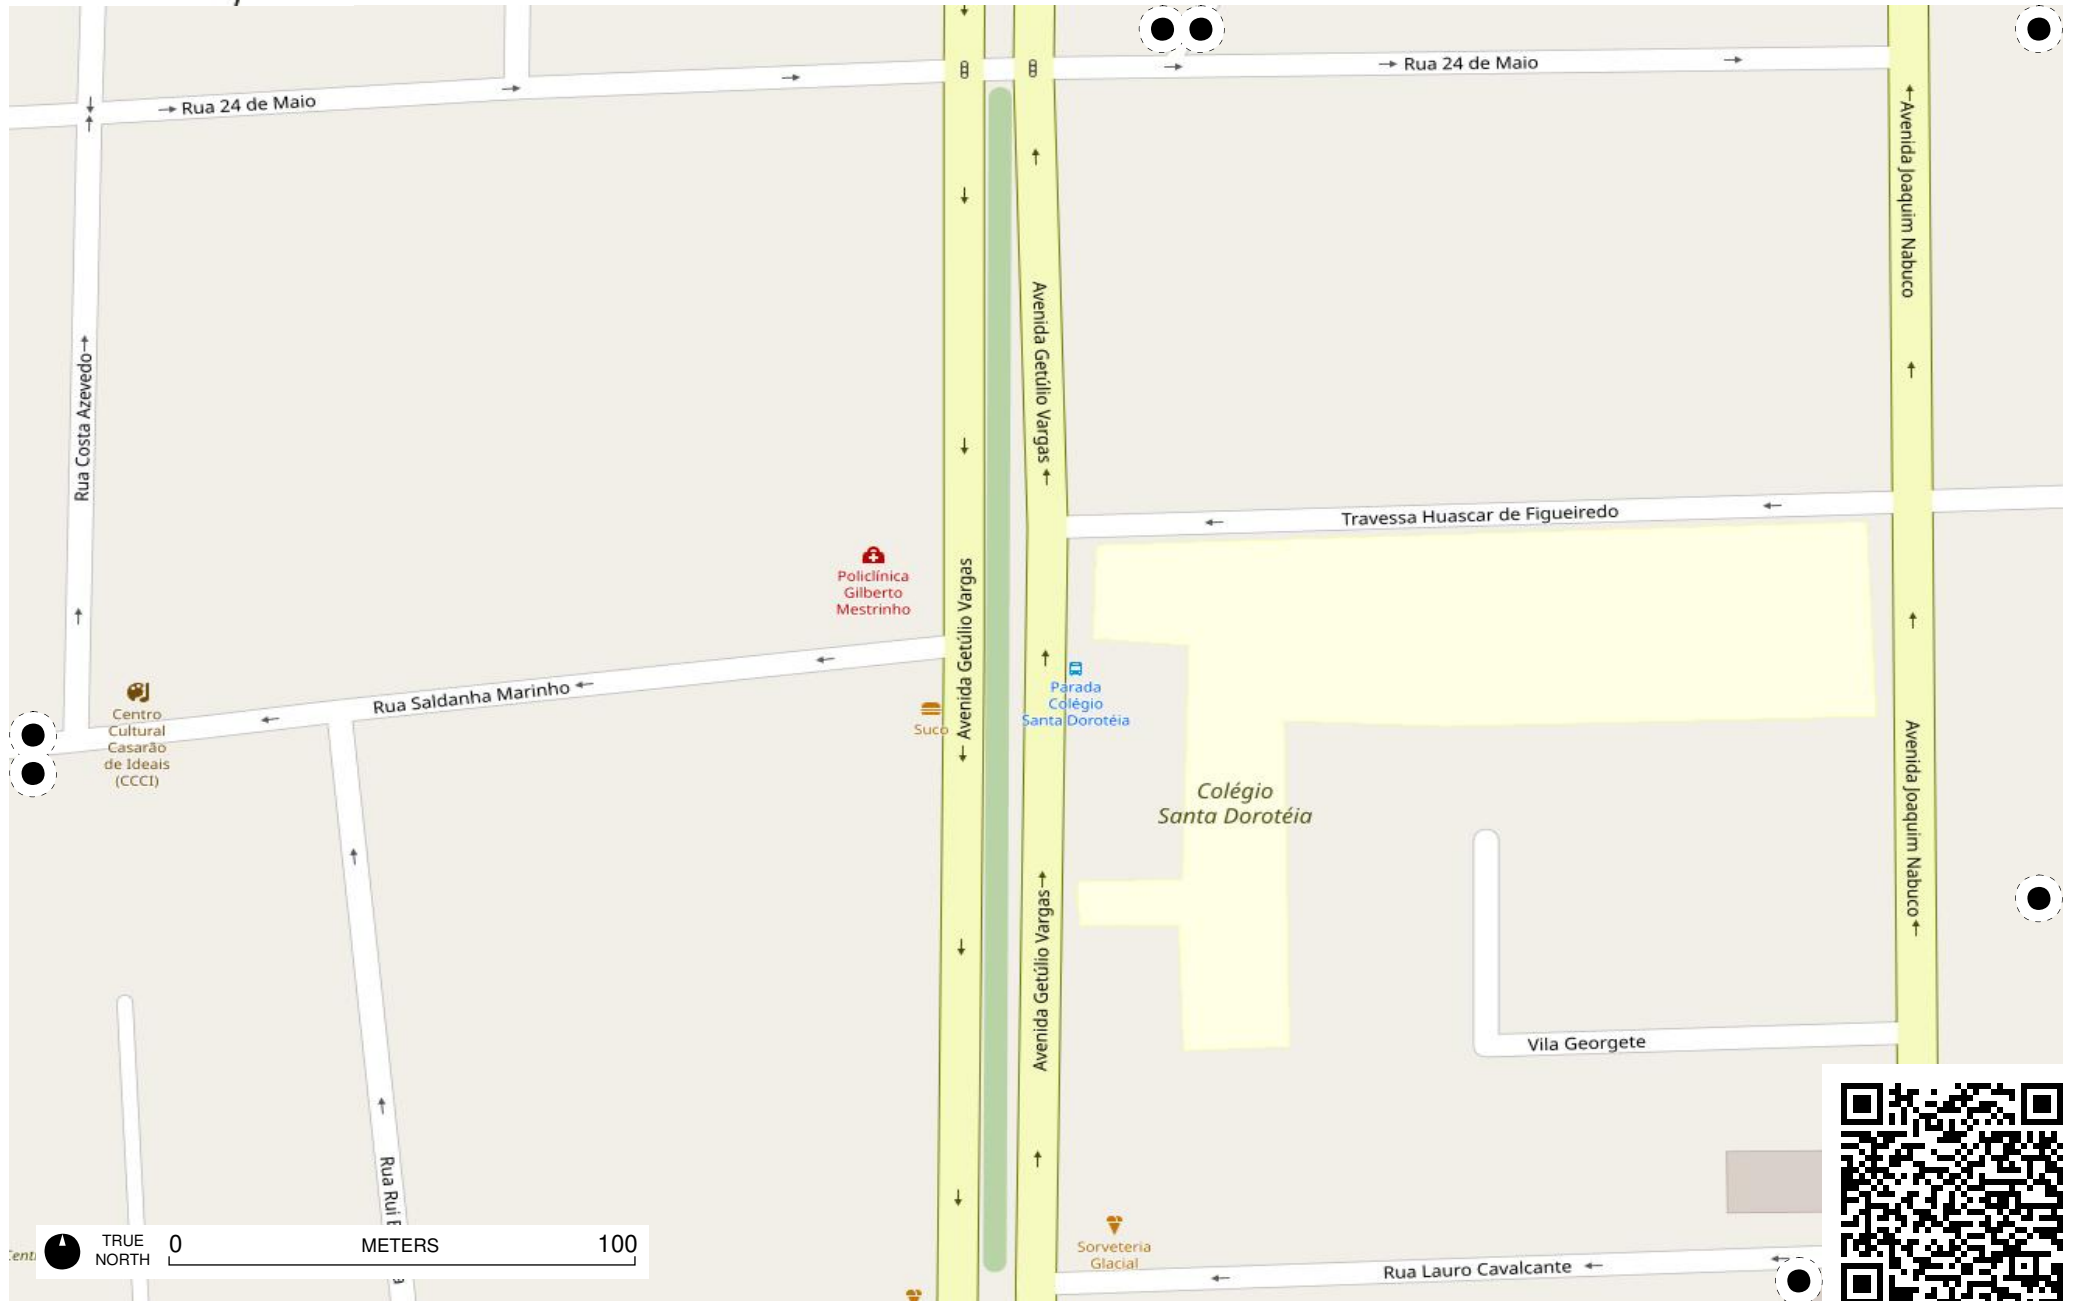 Rua 24 de Maio
Rua 24 de Maio
Avenida Joaquim Nabuco
Avenida Getúlio Vargas
Rua Costa Azevedo
Travessa Huascar de Figueiredo
Policlínica
Gilberto
Mestrinho
Avenida Getúlio Vargas
Rua Saldanha Marinho
Centro
Cultural
Casarão
de Ideais
(CCCI)
Suco
Parada
Colégio
Santa Dorotéia
Colégio
Santa Dorotéia
Avenida Joaquim Nabuco
Avenida Getúlio Vargas
Vila Georgete
Rua Rui
Sorveteria
Glacial
Rua Lauro Cavalcante
TRUE
NORTH
0 METERS 100